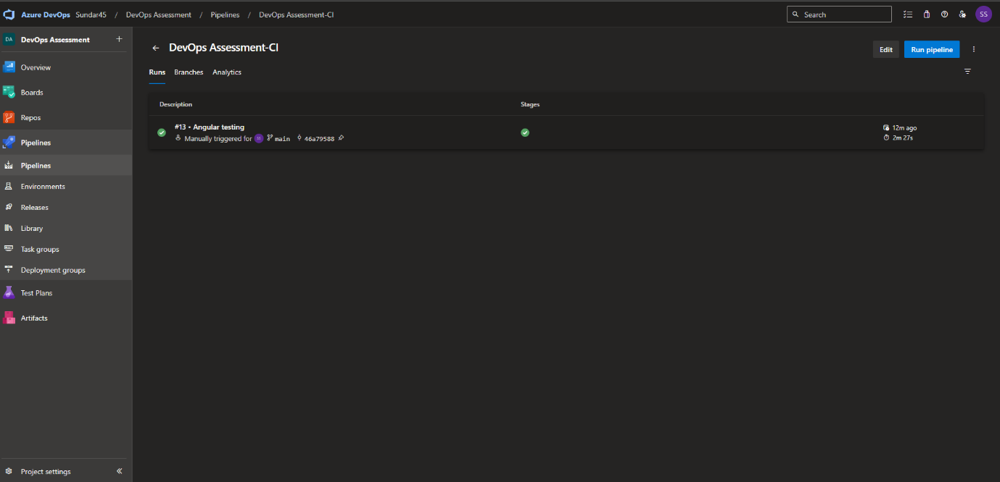 Azure DevOps Sundar45 / DevOps Assessment / Pipelines / DevOps Assessment-CI Search SS
DA DevOps Assessment
Overview
Boards
Repos
Pipelines
Pipelines
Environments
Releases
Library
Task groups
Deployment groups
Test Plans
Artifacts
Project settings
DevOps Assessment-CI
Edit Run pipeline
Runs Branches Analytics
Description Stages
#13 • Angular testing
Manually triggered for main 46a79588
12m ago
2m 27s